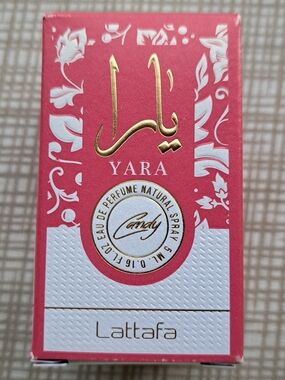 يارا
YARA
EAU DE PERFUME NATURAL SPRAY
Candy
5 ML. 0.16 FL OZ
Lattafa